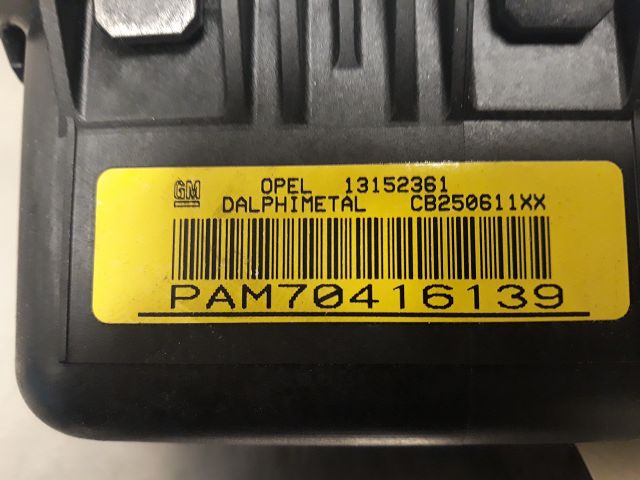 GM OPEL 13152361
DALPHIMETAL CB250611XX
PAM70416139